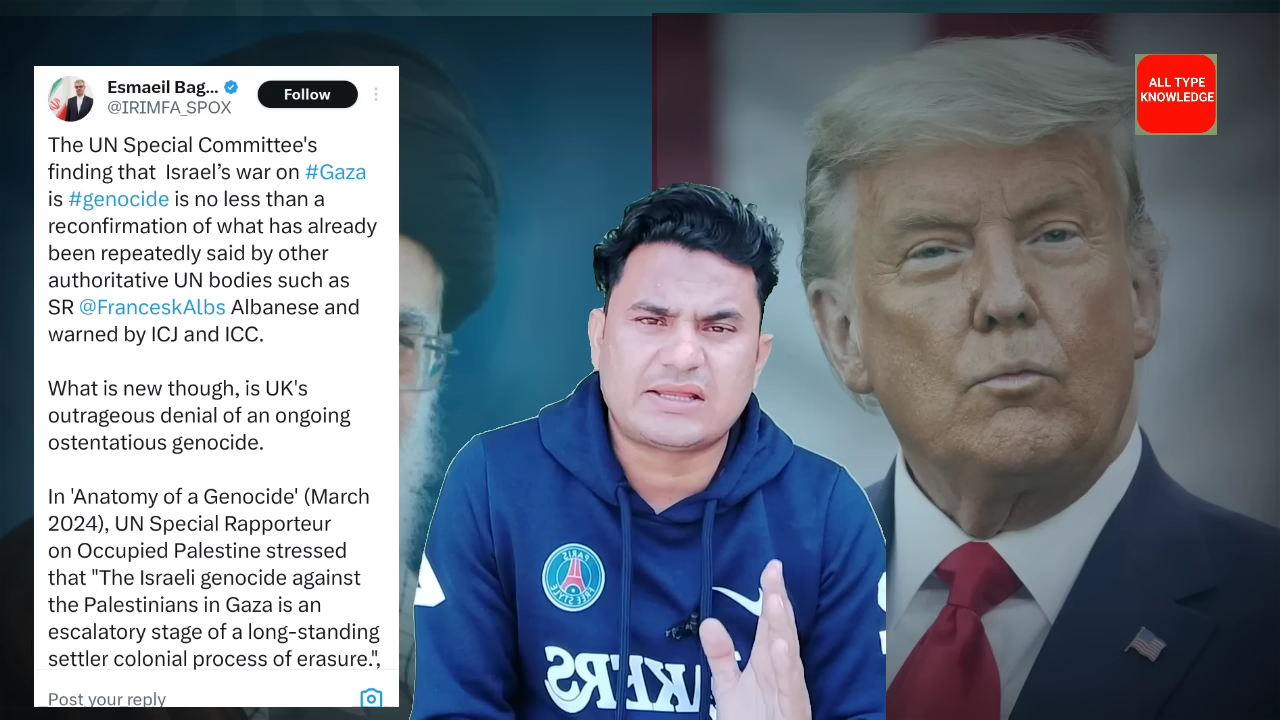 Esmaeil Bag...
@IRIMFA_SPOX
Follow
The UN Special Committee's
finding that Israel’s war on #Gaza
is #genocide is no less than a
reconfirmation of what has already
been repeatedly said by other
authoritative UN bodies such as
SR @FranceskAlbs Albanese and
warned by ICJ and ICC.
What is new though, is UK's
outrageous denial of an ongoing
ostentatious genocide.
In 'Anatomy of a Genocide' (March
2024), UN Special Rapporteur
on Occupied Palestine stressed
that "The Israeli genocide against
the Palestinians in Gaza is an
escalatory stage of a long-standing
settler colonial process of erasure.",
Post your reply
ALL TYPE
KNOWLEDGE
PARIS
FREE STYLE
KERS